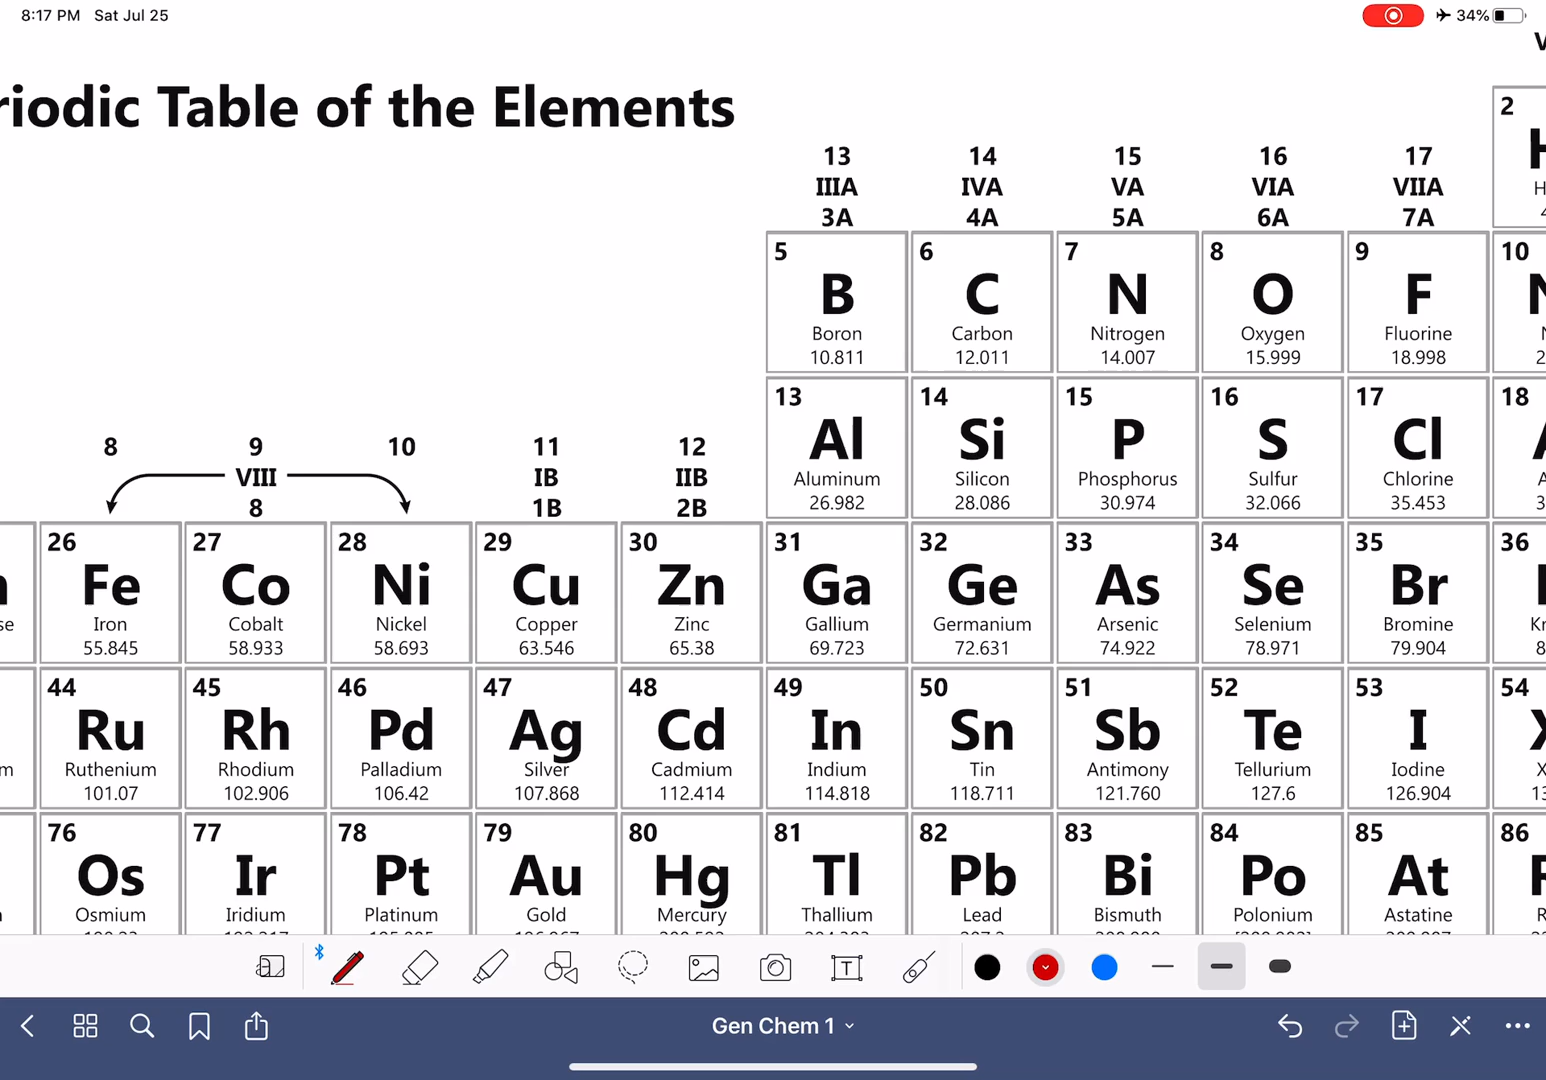 8:17 PM Sat Jul 25
34%
riodic Table of the Elements
13 14 15 16 17
IIIA IVA VA VIA VIIA
3A 4A 5A 6A 7A
2
5 6 7 8 9 10
B C N O F
Boron Carbon Nitrogen Oxygen Fluorine
10.811 12.011 14.007 15.999 18.998
13 14 15 16 17 18
Al Si P S Cl
Aluminum Silicon Phosphorus Sulfur Chlorine
26.982 28.086 30.974 32.066 35.453
8 9 10 11 12
VIII IB IIB
8 1B 2B
26 27 28 29 30 31 32 33 34 35 36
Fe Co Ni Cu Zn Ga Ge As Se Br
Iron Cobalt Nickel Copper Zinc Gallium Germanium Arsenic Selenium Bromine
55.845 58.933 58.693 63.546 65.38 69.723 72.631 74.922 78.971 79.904
44 45 46 47 48 49 50 51 52 53 54
Ru Rh Pd Ag Cd In Sn Sb Te I
Ruthenium Rhodium Palladium Silver Cadmium Indium Tin Antimony Tellurium Iodine
101.07 102.906 106.42 107.868 112.414 114.818 118.711 121.760 127.6 126.904
76 77 78 79 80 81 82 83 84 85 86
Os Ir Pt Au Hg Tl Pb Bi Po At
Osmium Iridium Platinum Gold Mercury Thallium Lead Bismuth Polonium Astatine
T
Gen Chem 1